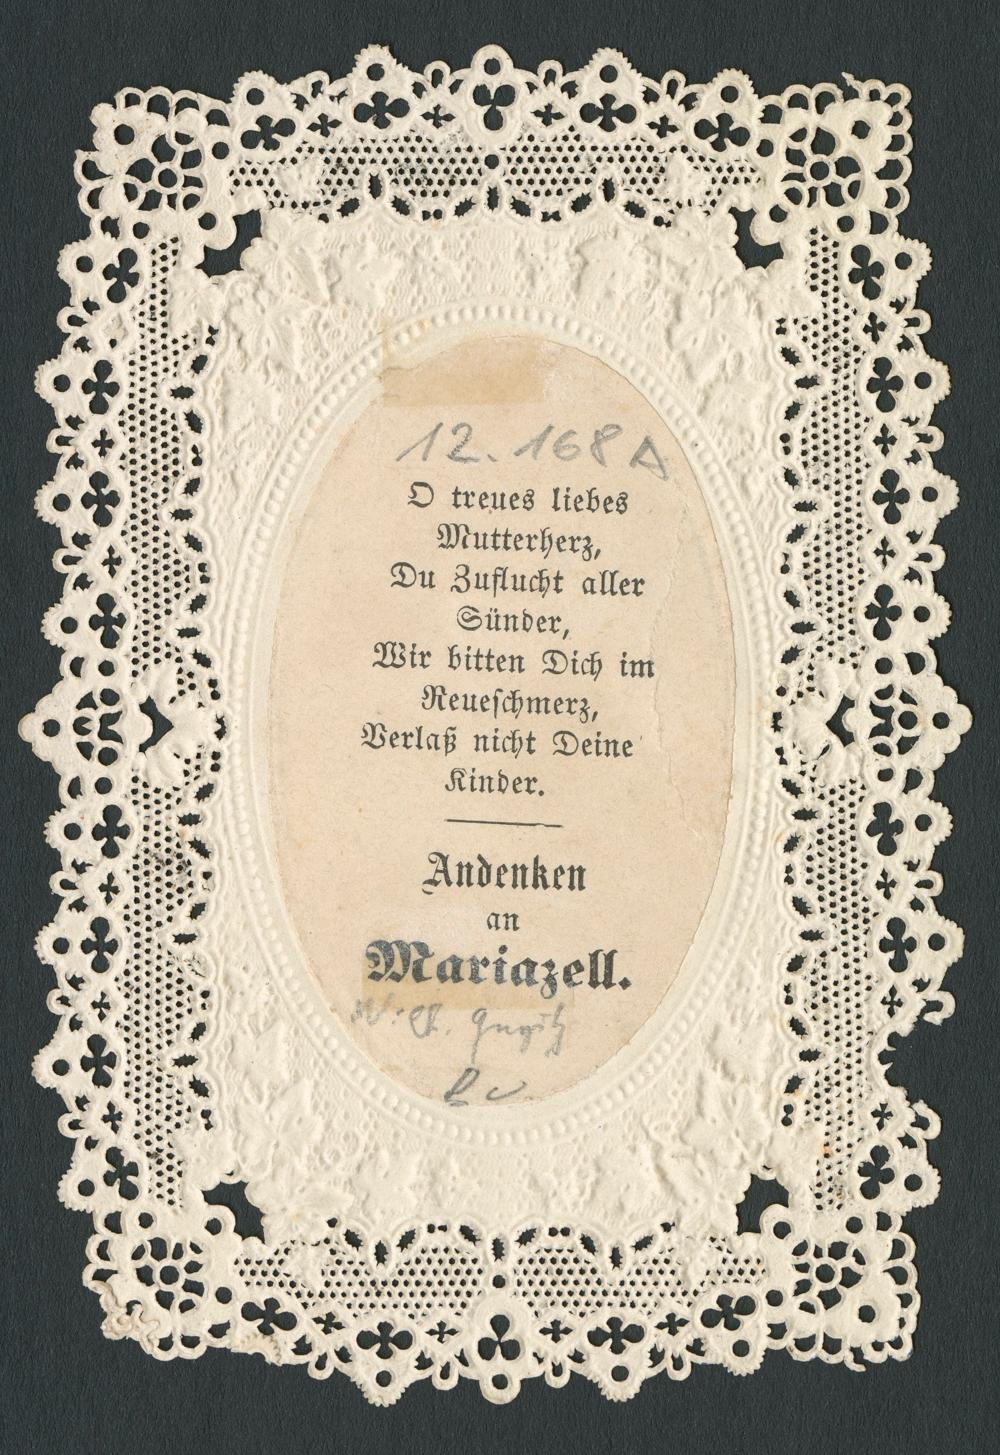 12.168A
O treues liebes
Mutterherz,
Du Zuflucht aller
Sünder,
Wir bitten Dich im
Reueschmerz,
Verlaß nicht Deine
Kinder.
Andenken
an
Mariazell.
Gugitz